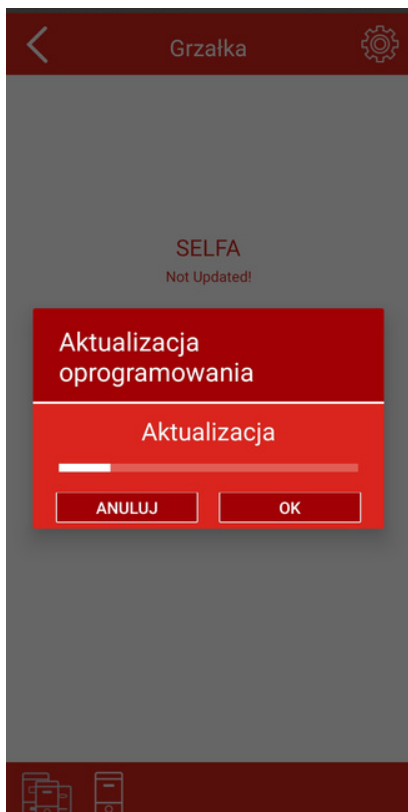 Grzałka
SELFA
Not Updated!
Aktualizacja
oprogramowania
Aktualizacja
ANULUJ
OK